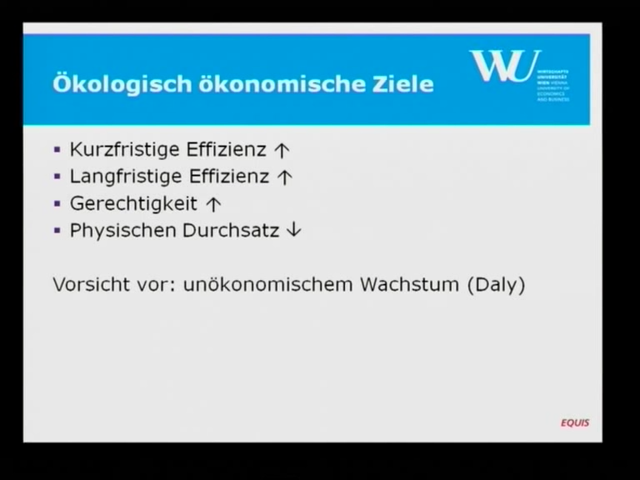 Ökologisch ökonomische Ziele
WU
WIRTSCHAFTS
UNIVERSITÄT
WIEN VIENNA
UNIVERSITY OF
ECONOMICS
AND BUSINESS
▪ Kurzfristige Effizienz ↑
▪ Langfristige Effizienz ↑
▪ Gerechtigkeit ↑
▪ Physischen Durchsatz ↓
Vorsicht vor: unökonomischem Wachstum (Daly)
EQUIS